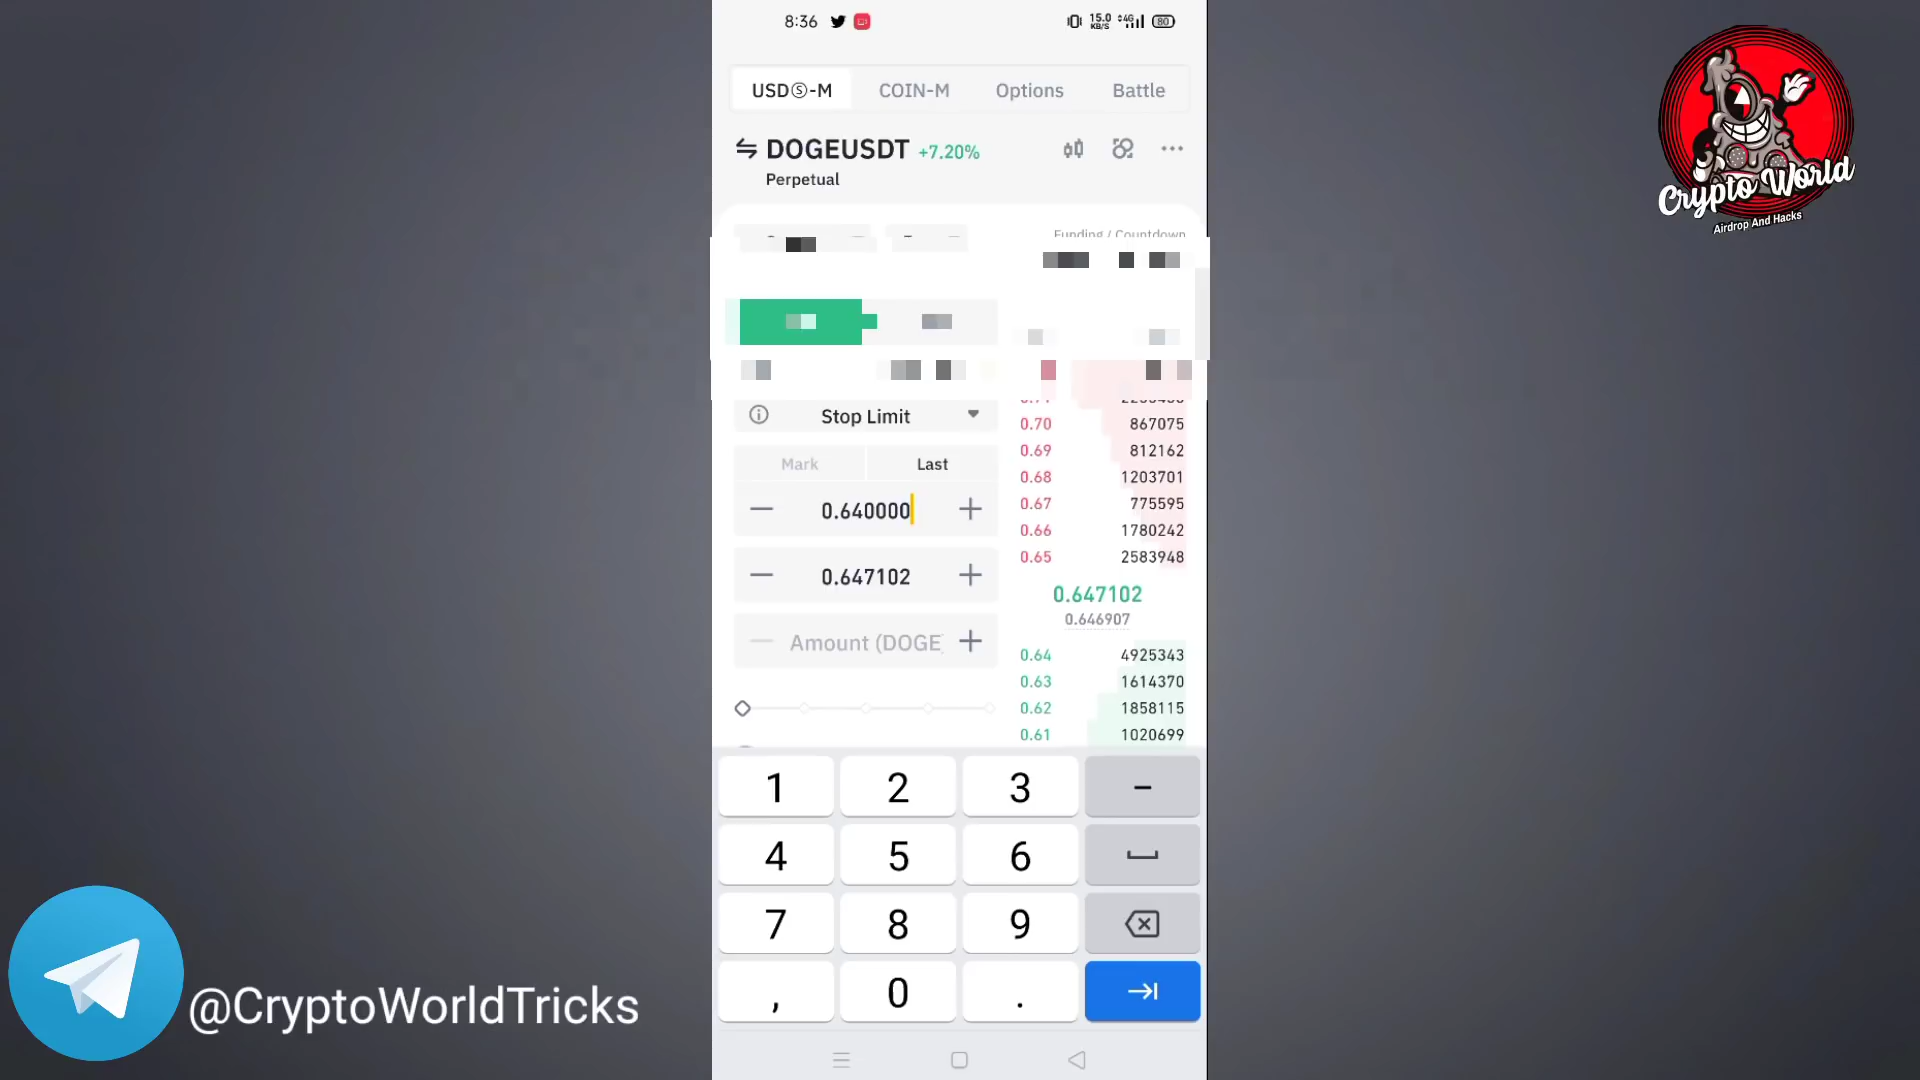 8:36
15.0
KB/S
4G
80
USDⓈ-M
COIN-M
Options
Battle
DOGEUSDT +7.20%
Perpetual
Funding / Countdown
Stop Limit
0.70 867075
Mark
Last
0.69 812162
0.68 1203701
0.640000
0.67 775595
0.66 1780242
0.65 2583948
0.647102
0.647102
0.646907
Amount (DOGE)
0.64 4925343
0.63 1614370
0.62 1858115
0.61 1020699
1
2
3
-
4
5
6
7
8
9
,
0
.
Crypto World
Airdrop And Hacks
@CryptoWorldTricks